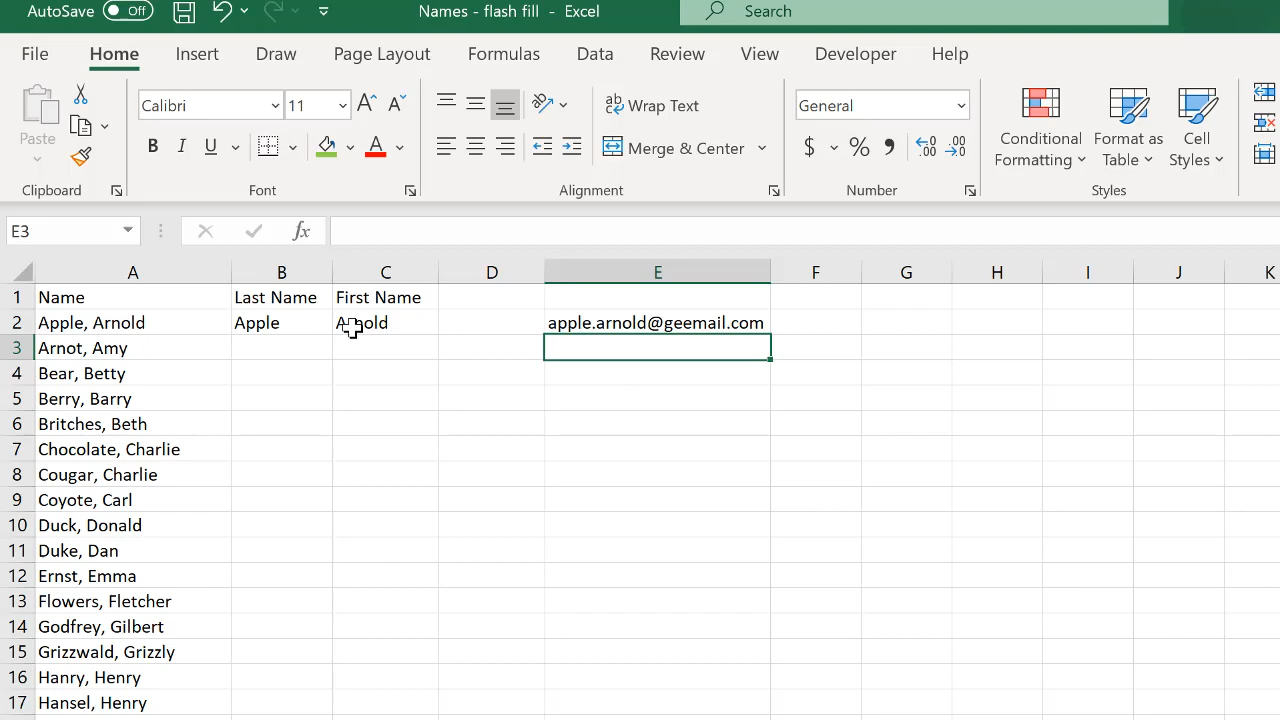 AutoSave Off Names - flash fill - Excel Search
File Home Insert Draw Page Layout Formulas Data Review View Developer Help
Paste Calibri 11 A A ab Wrap Text General Conditional Formatting Format as Table Cell Styles
B I U A Merge & Center $ % , .00 .00
Clipboard Font Alignment Number Styles
E3 fx
A B C D E F G H I J K
1 Name Last Name First Name
2 Apple, Arnold Apple Arnold apple.arnold@geemail.com
3 Arnot, Amy
4 Bear, Betty
5 Berry, Barry
6 Britches, Beth
7 Chocolate, Charlie
8 Cougar, Charlie
9 Coyote, Carl
10 Duck, Donald
11 Duke, Dan
12 Ernst, Emma
13 Flowers, Fletcher
14 Godfrey, Gilbert
15 Grizzwald, Grizzly
16 Hanry, Henry
17 Hansel, Henry